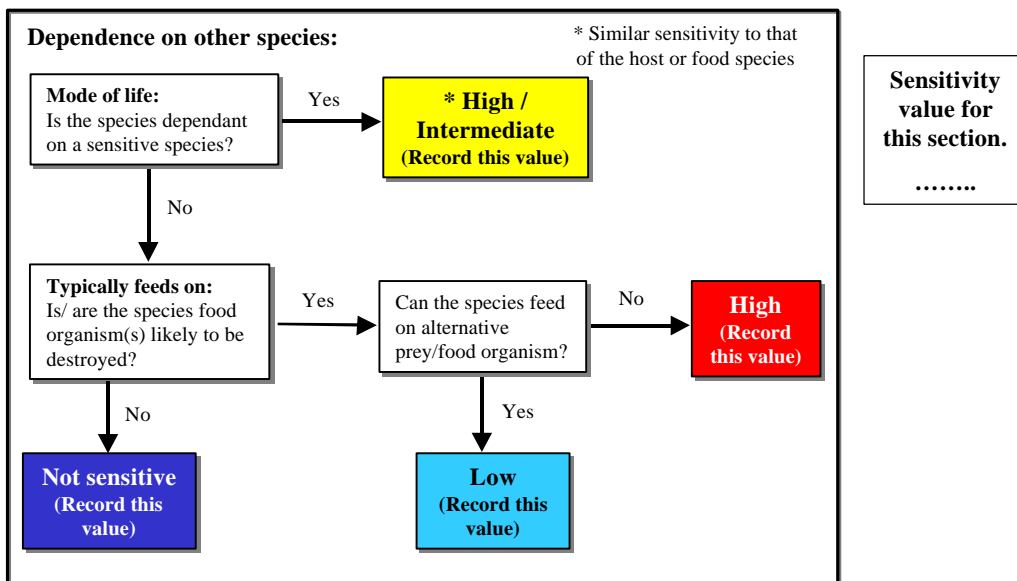 Dependence on other species:
* Similar sensitivity to that
of the host or food species
Mode of life:
Is the species dependant
on a sensitive species?
Yes
* High /
Intermediate
(Record this value)
Sensitivity
value for
this section.
……..
No
Typically feeds on:
Is/ are the species food
organism(s) likely to be
destroyed?
Yes
Can the species feed
on alternative
prey/food organism?
No
High
(Record
this value)
No
Yes
Not sensitive
(Record this
value)
Low
(Record this
value)